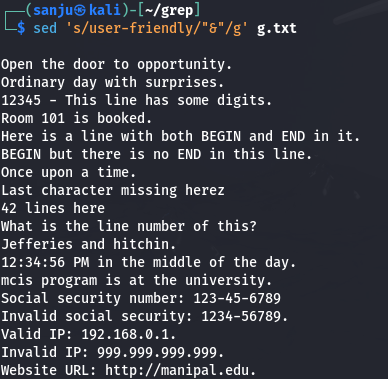 ┌──(sanju㉿kali)-[~/grep]
└─$ sed 's/user-friendly/"&"/g' g.txt
Open the door to opportunity.
Ordinary day with surprises.
12345 - This line has some digits.
Room 101 is booked.
Here is a line with both BEGIN and END in it.
BEGIN but there is no END in this line.
Once upon a time.
Last character missing herez
42 lines here
What is the line number of this?
Jefferies and hitchin.
12:34:56 PM in the middle of the day.
mcis program is at the university.
Social security number: 123-45-6789
Invalid social security: 1234-56789.
Valid IP: 192.168.0.1.
Invalid IP: 999.999.999.999.
Website URL: http://manipal.edu.